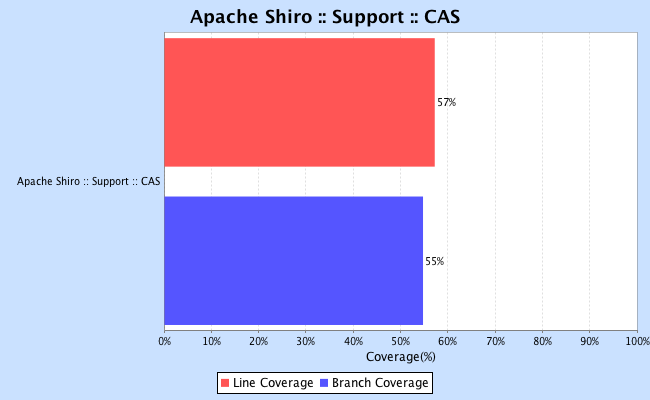 Apache Shiro :: Support :: CAS
57%
Apache Shiro :: Support :: CAS
55%
0% 10% 20% 30% 40% 50% 60% 70% 80% 90% 100%
Coverage(%)
Line Coverage Branch Coverage